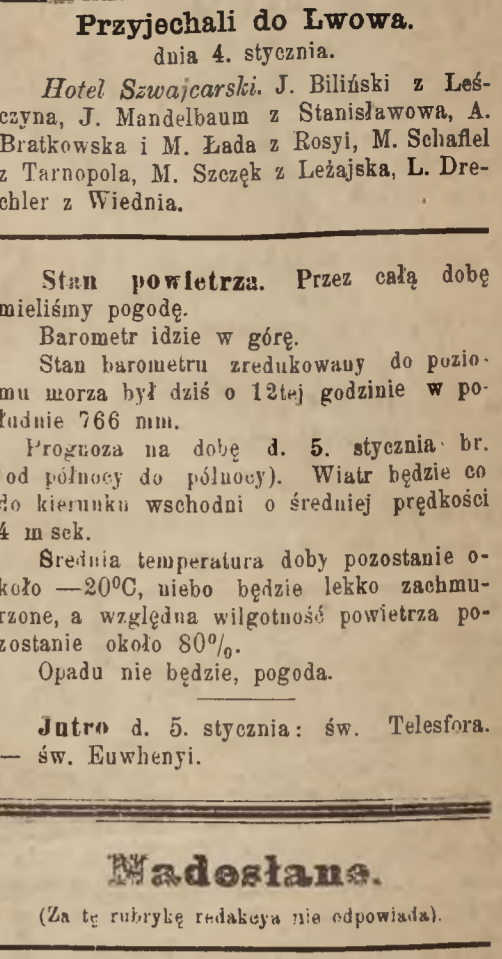 Przyjechali do Lwowa.
dnia 4. stycznia.
Hotel Szwajcarski. J. Biliński z Leś-
czyna, J. Mandelbaum z Stanisławowa, A.
Bratkowska i M. Łada z Rosyi, M. Schaflel
z Tarnopola, M. Szczęk z Leżajska, L. Dre-
chler z Wiednia.
Stan powietrza. Przez całą dobę
mieliśmy pogodę.
Barometr idzie w górę.
Stan barometru zredukowany do pozio-
mu morza był dziś o 12tej godzinie w po-
łudnie 766 mm.
Prognoza na dobę d. 5. stycznia br.
(od północy do północy). Wiatr będzie co
do kierunku wschodni o średniej prędkości
4 m sek.
Średnia temperatura doby pozostanie o-
koło —20⁰C, niebo będzie lekko zachmu-
rzone, a względna wilgotność powietrza po-
zostanie około 80%.
Opadu nie będzie, pogoda.
Jutro d. 5. stycznia: św. Telesfora.
— św. Euwhenyi.
Nadesłane.
(Za tę rubrykę redakcya nie odpowiada).